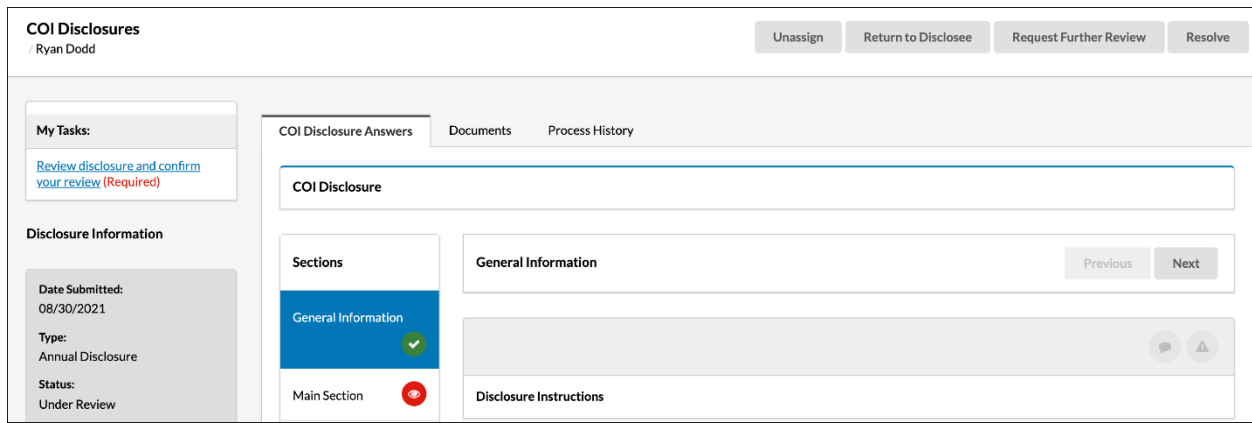 COI Disclosures
/ Ryan Dodd
Unassign
Return to Disclosee
Request Further Review
Resolve
My Tasks:
Review disclosure and confirm
your review (Required)
Disclosure Information
Date Submitted:
08/30/2021
Type:
Annual Disclosure
Status:
Under Review
COI Disclosure Answers
Documents
Process History
COI Disclosure
Sections
General Information
Main Section
General Information
Previous
Next
Disclosure Instructions